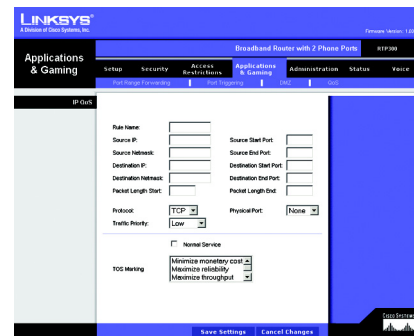 LINKSYS®
A Division of Cisco Systems, Inc.
Firmware Version: 1.00
Broadband Router with 2 Phone Ports
RTP300
Applications & Gaming
Setup Security Access Restrictions Applications & Gaming Administration Status Voice
Port Range Forwarding Port Triggering DMZ QoS
IP QoS
Rule Name:
Source IP: Source Start Port:
Source Netmask: Source End Port:
Destination IP: Destination Start Port:
Destination Netmask: Destination End Port:
Packet Length Start: Packet Length End:
Protocol: TCP Physical Port: None
Traffic Priority: Low
Normal Service
TOS Marking
Minimize monetary cost
Maximize reliability
Maximize throughput
Save Settings Cancel Changes
Cisco Systems